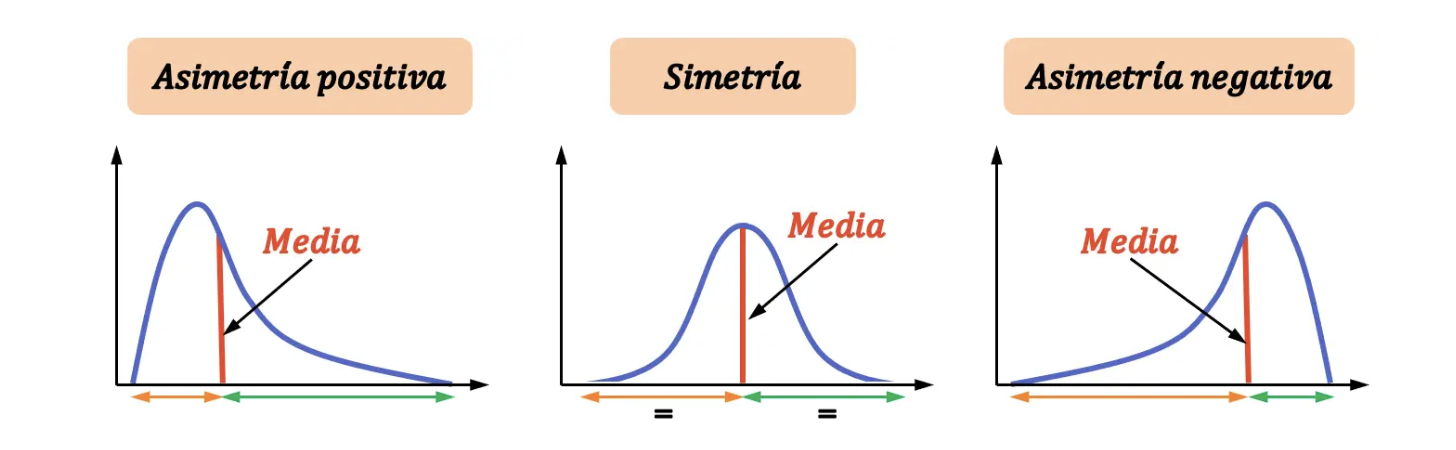 Asimetría positiva
Simetría
Asimetría negativa
Media
Media
Media
=
=